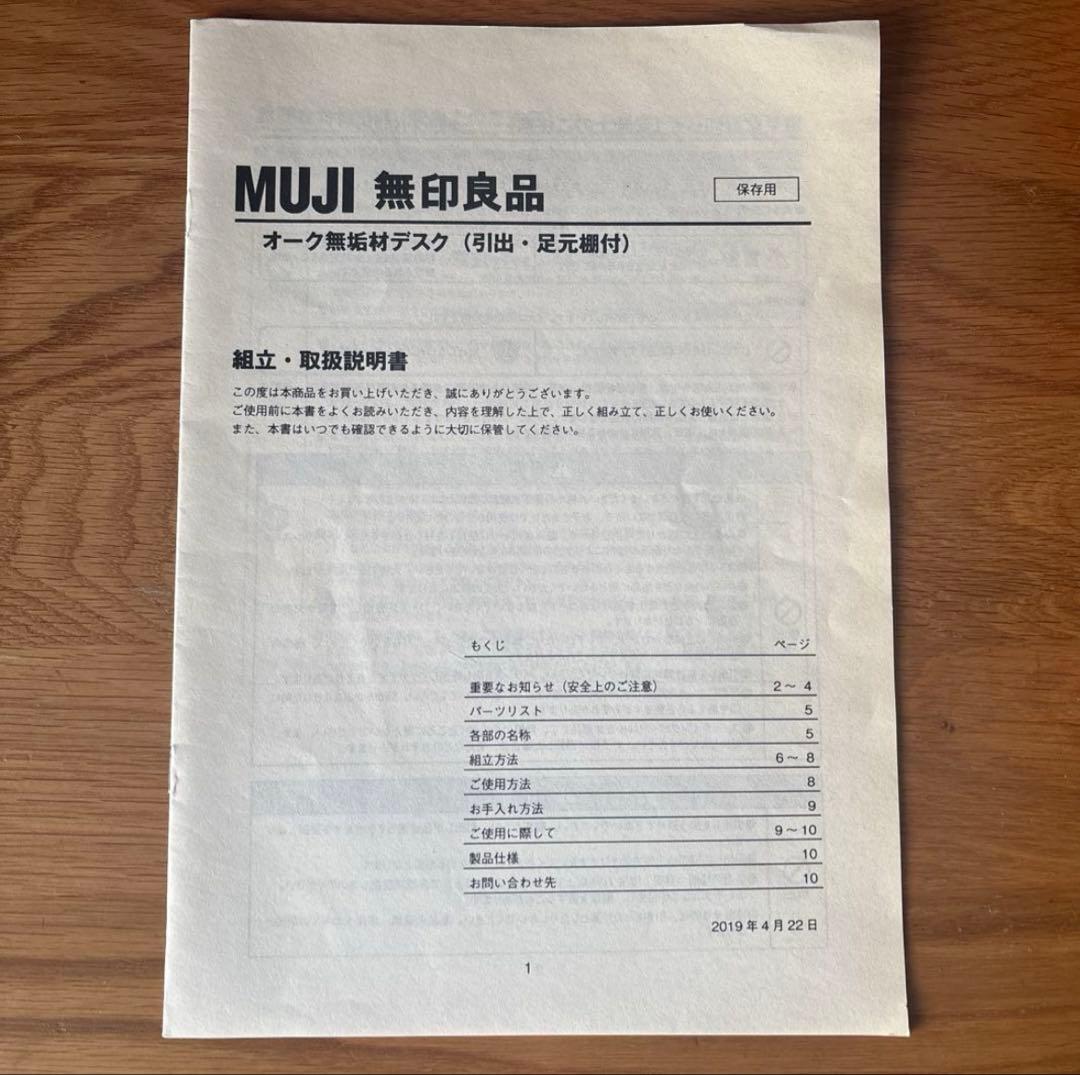 MUJI 無印良品
保存用
オーク無垢材デスク（引出・足元棚付）
組立・取扱説明書
この度は本商品をお買い上げいただき、誠にありがとうございます。
ご使用前に本書をよくお読みいただき、内容を理解した上で、正しく組み立て、正しくお使いください。
また、本書はいつでも確認できるように大切に保管してください。
もくじ ページ
重要なお知らせ（安全上のご注意） 2～4
パーツリスト 5
各部の名称 5
組立方法 6～8
ご使用方法 8
お手入れ方法 9
ご使用に際して 9～10
製品仕様 10
お問い合わせ先 10
2019年4月22日
1